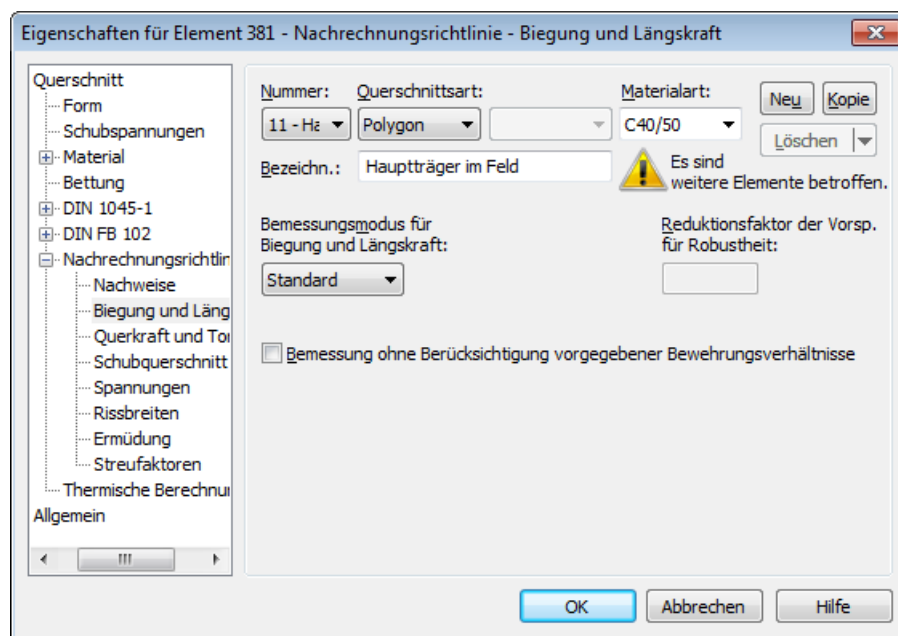 Eigenschaften für Element 381 - Nachrechnungsrichtlinie - Biegung und Längskraft
Querschnitt
Form
Schubspannungen
Material
Bettung
DIN 1045-1
DIN FB 102
Nachrechnungsrichtlin
Nachweise
Biegung und Läng
Querkraft und To
Schubquerschnitt
Spannungen
Rissbreiten
Ermüdung
Streufaktoren
Thermische Berechnu
Allgemein
Nummer: Querschnittsart: Materialart:
11 - Ha Polygon C40/50
Neu Kopie
Löschen
Bezeichn.: Hauptträger im Feld
Es sind
weitere Elemente betroffen.
Bemessungsmodus für
Biegung und Längskraft:
Standard
Reduktionsfaktor der Vorsp.
für Robustheit:
Bemessung ohne Berücksichtigung vorgegebener Bewehrungsverhältnisse
OK Abbrechen Hilfe